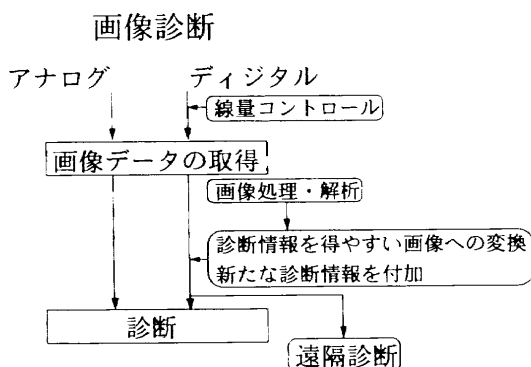 画像診断
アナログ
ディジタル
線量コントロール
画像データの取得
画像処理・解析
診断情報を得やすい画像への変換
新たな診断情報を付加
診断
遠隔診断